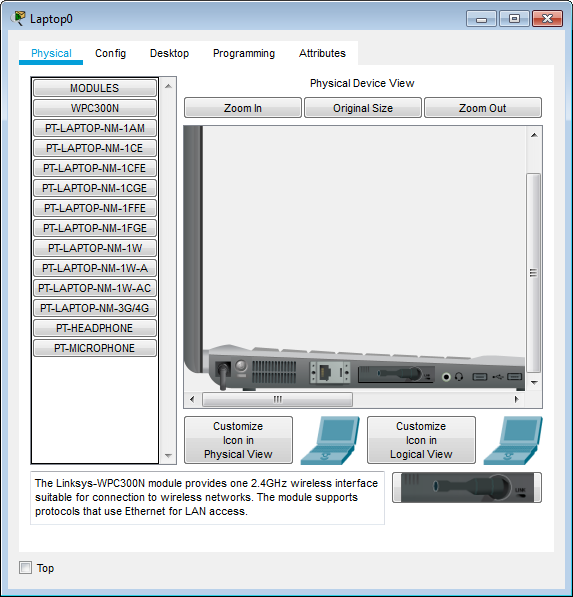 Laptop0
Physical
Config
Desktop
Programming
Attributes
MODULES
WPC300N
PT-LAPTOP-NM-1AM
PT-LAPTOP-NM-1CE
PT-LAPTOP-NM-1CFE
PT-LAPTOP-NM-1CGE
PT-LAPTOP-NM-1FFE
PT-LAPTOP-NM-1FGE
PT-LAPTOP-NM-1W
PT-LAPTOP-NM-1W-A
PT-LAPTOP-NM-1W-AC
PT-LAPTOP-NM-3G/4G
PT-HEADPHONE
PT-MICROPHONE
Physical Device View
Zoom In
Original Size
Zoom Out
Customize
Icon in
Physical View
Customize
Icon in
Logical View
The Linksys-WPC300N module provides one 2.4GHz wireless interface
suitable for connection to wireless networks. The module supports
protocols that use Ethernet for LAN access.
LINK
Top